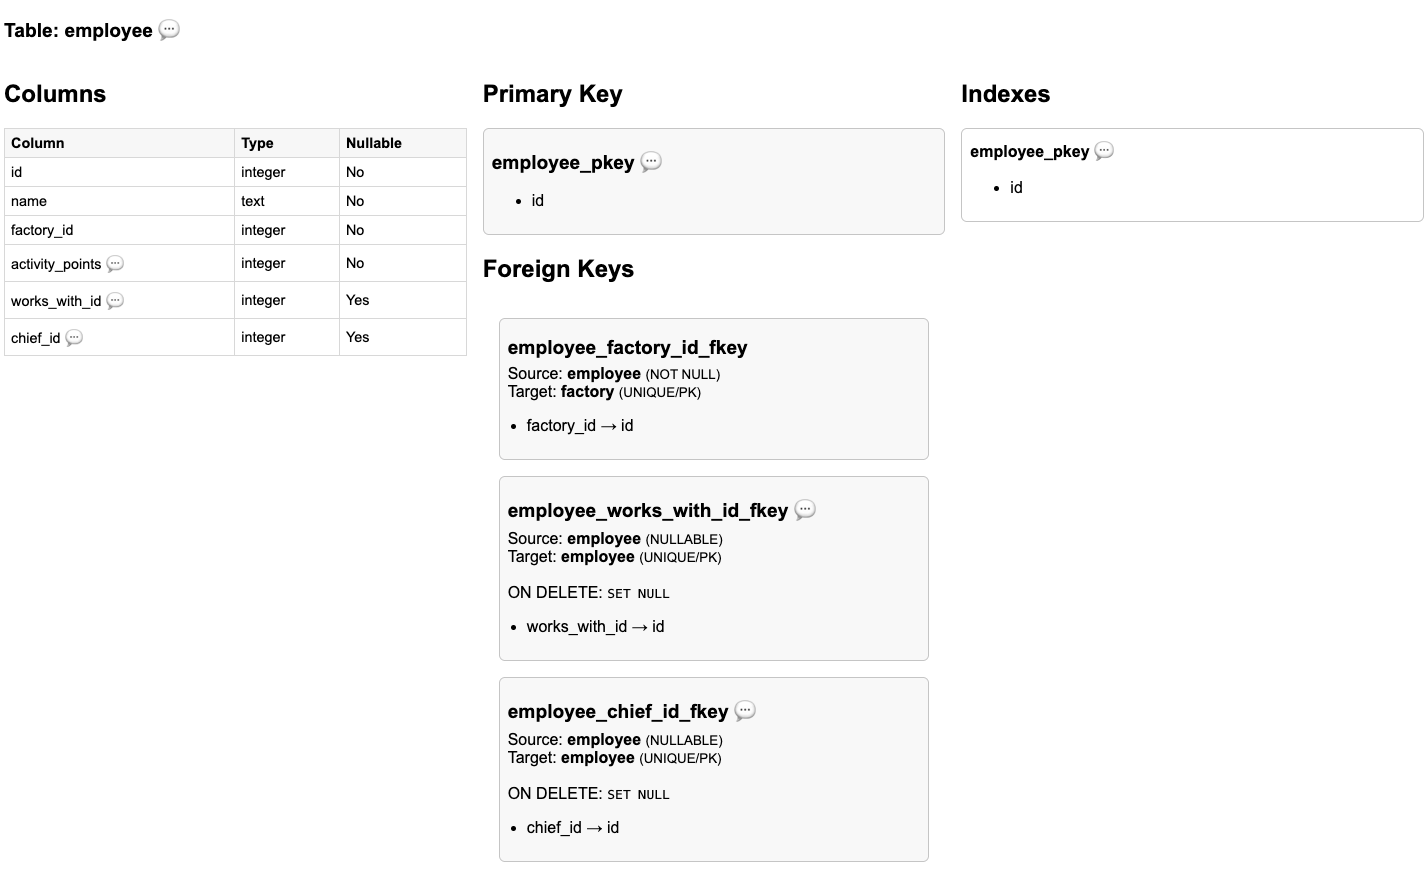 Table: employee 💬
Columns
Column Type Nullable
id integer No
name text No
factory_id integer No
activity_points 💬 integer No
works_with_id 💬 integer Yes
chief_id 💬 integer Yes
Primary Key
employee_pkey 💬
• id
Foreign Keys
employee_factory_id_fkey
Source: employee (NOT NULL)
Target: factory (UNIQUE/PK)
• factory_id → id
employee_works_with_id_fkey 💬
Source: employee (NULLABLE)
Target: employee (UNIQUE/PK)
ON DELETE: SET NULL
• works_with_id → id
employee_chief_id_fkey 💬
Source: employee (NULLABLE)
Target: employee (UNIQUE/PK)
ON DELETE: SET NULL
• chief_id → id
Indexes
employee_pkey 💬
• id